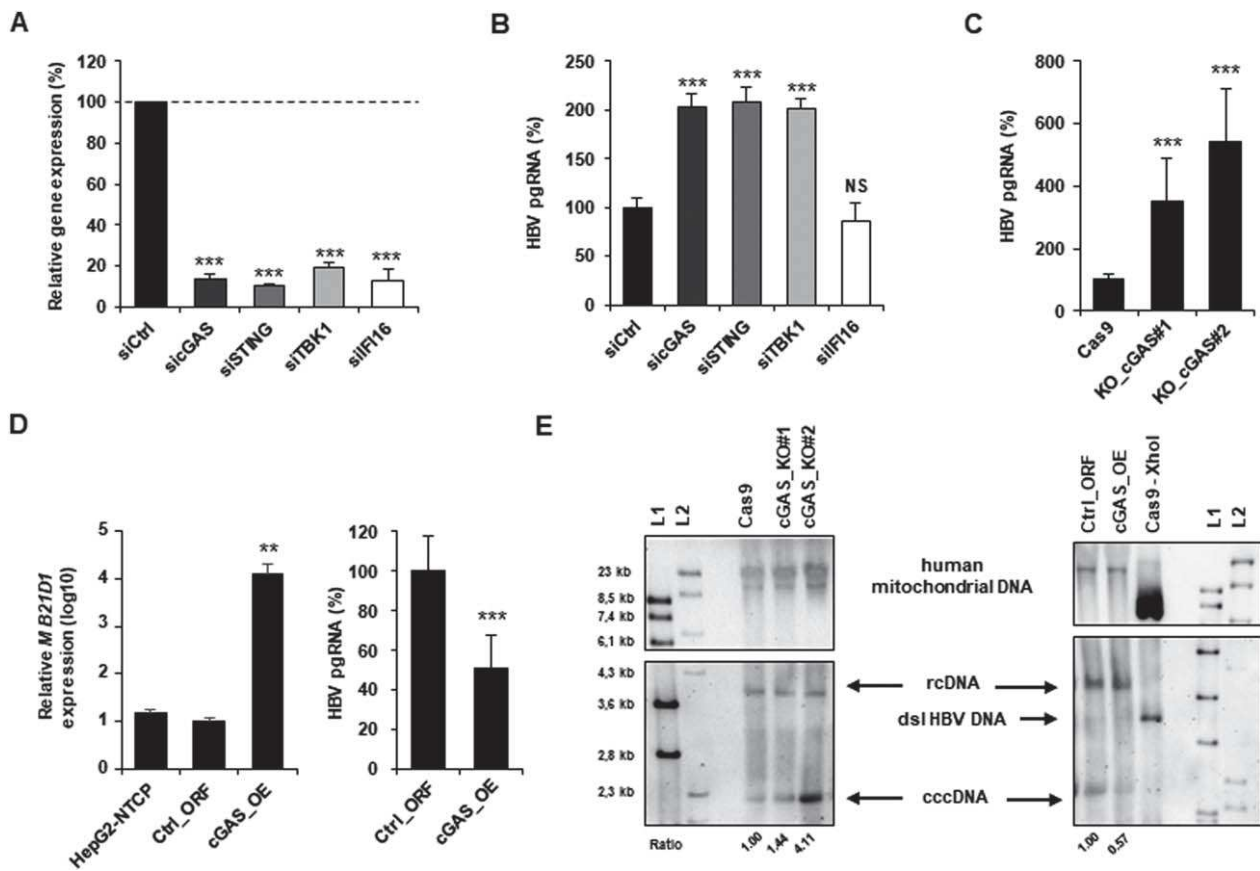 A
Relative gene expression (%)
120
100
80
60
40
20
0
*** *** *** ***
siCtrl
sicGAS
siSTING
siTBK1
siIFI16
B
HBV pgRNA (%)
250
200
150
100
50
0
*** *** *** NS
siCtrl
sicGAS
siSTING
siTBK1
siIFI16
C
HBV pgRNA (%)
800
600
400
200
0
*** ***
Cas9
KO_cGAS#1
KO_cGAS#2
D
Relative M B21D1
expression (log10)
5
4
3
2
1
0
**
HepG2-NTCP
Ctrl_ORF
cGAS_OE
HBV pgRNA (%)
120
100
80
60
40
20
0
***
Ctrl_ORF
cGAS_OE
E
L1
L2
Cas9
cGAS_KO#1
cGAS_KO#2
23 kb
8,5 kb
7,4 kb
6,1 kb
4,3 kb
3,6 kb
2,8 kb
2,3 kb
Ratio
1.00
1.44
4.11
human
mitochondrial DNA
rcDNA
dsl HBV DNA
cccDNA
Ctrl_ORF
cGAS_OE
Cas9 - XhoI
L1
L2
1.00
0.57